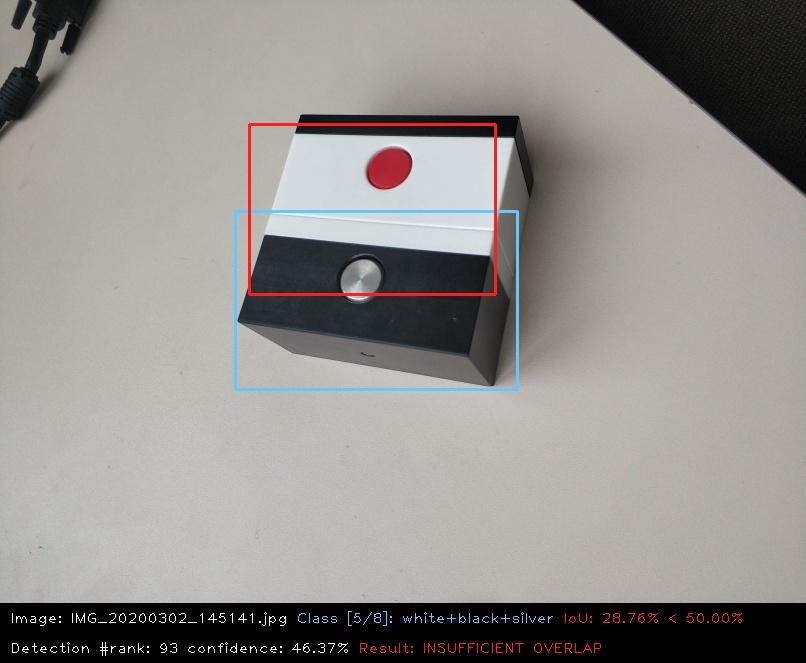 Image: IMG_20200302_145141.jpg Class [5/8]: white+black+silver IoU: 28.76% < 50.00%
Detection #rank: 93 confidence: 46.37% Result: INSUFFICIENT OVERLAP